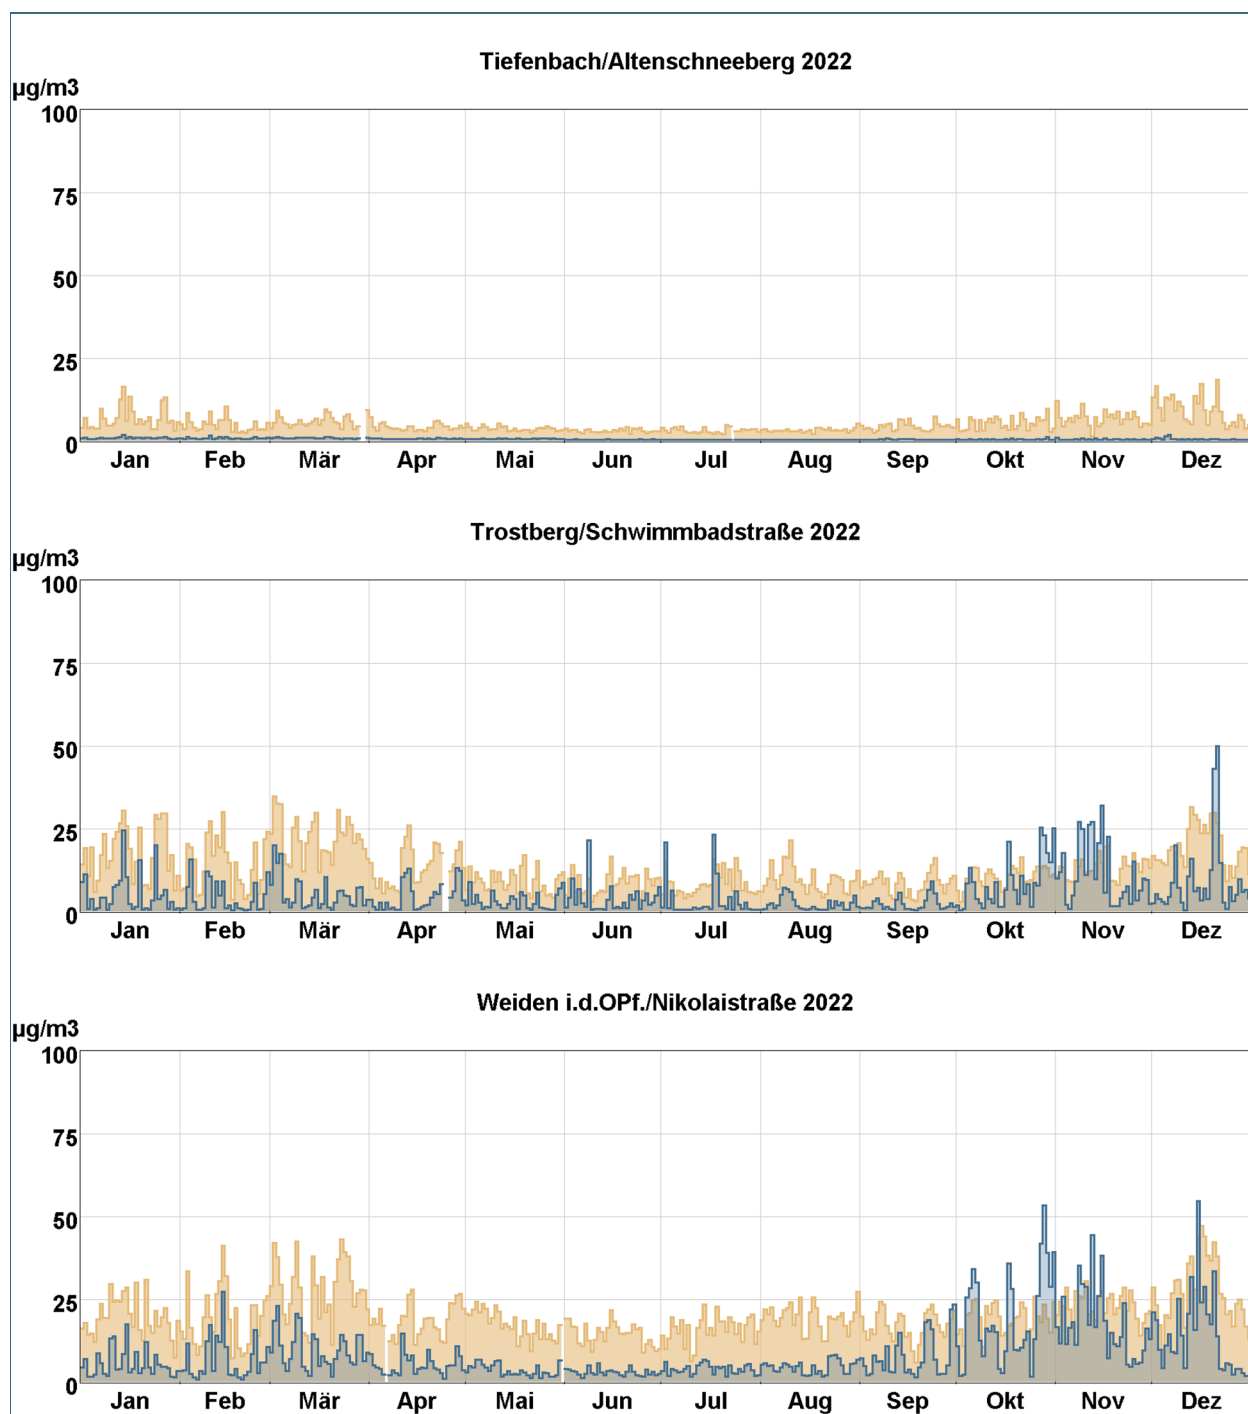 Tiefenbach/Altenschneeberg 2022
µg/m3
100
75
50
25
0
Jan Feb Mär Apr Mai Jun Jul Aug Sep Okt Nov Dez
Trostberg/Schwimmbadstraße 2022
µg/m3
100
75
50
25
0
Jan Feb Mär Apr Mai Jun Jul Aug Sep Okt Nov Dez
Weiden i.d.OPf./Nikolaistraße 2022
µg/m3
100
75
50
25
0
Jan Feb Mär Apr Mai Jun Jul Aug Sep Okt Nov Dez